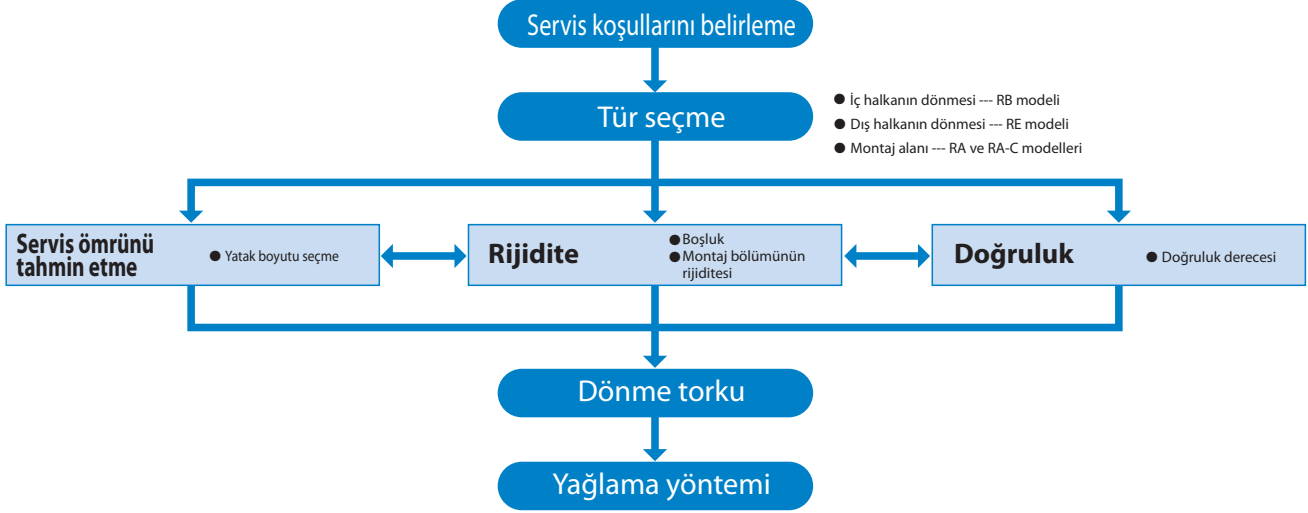 Servis koşullarını belirleme
Tür seçme
● İç halkanın dönmesi --- RB modeli
● Dış halkanın dönmesi --- RE modeli
● Montaj alanı --- RA ve RA-C modelleri
Servis ömrünü
tahmin etme
● Yatak boyutu seçme
Rijidite
● Boşluk
● Montaj bölümünün
rijiditesi
Doğruluk
● Doğruluk derecesi
Dönme torku
Yağlama yöntemi